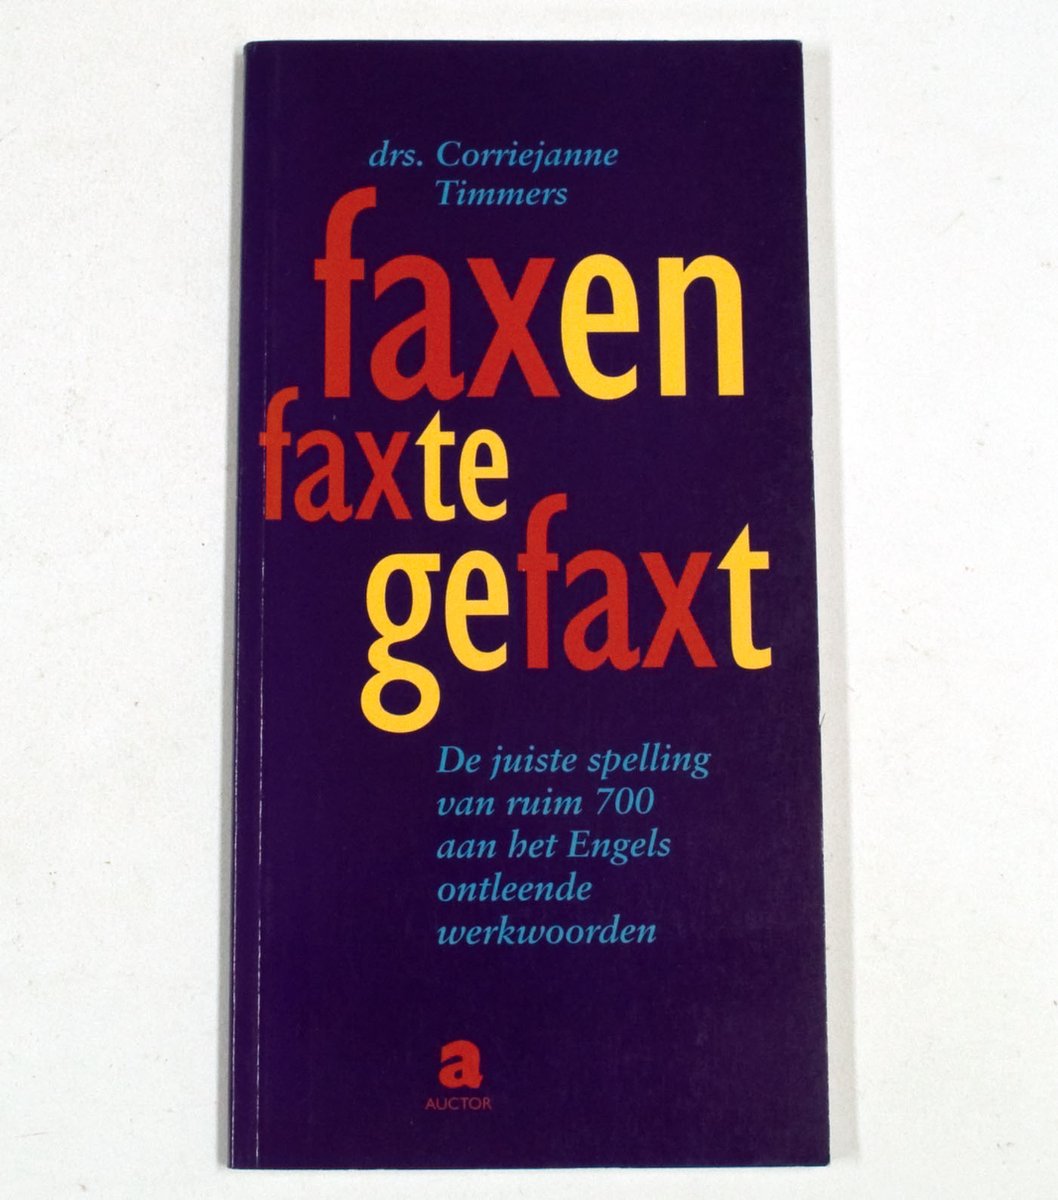 drs. Corriejanne
Timmers
faxen
faxte
gefaxt
De juiste spelling
van ruim 700
aan het Engels
ontleende
werkwoorden
a
AUCTOR